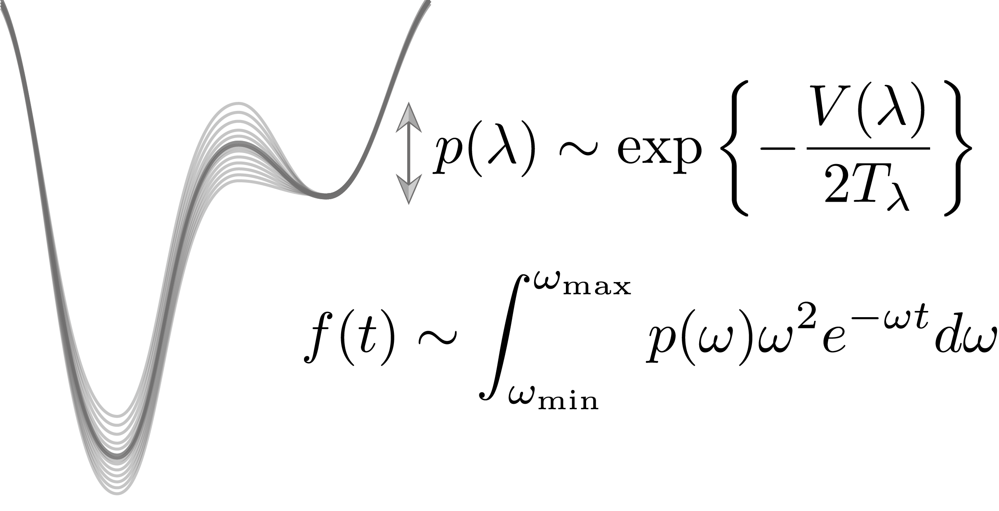 p(λ) ∼ exp { − V(λ) / 2T_λ }
f(t) ∼ ∫_{ω_min}^{ω_max} p(ω)ω²e^{−ωt}dω